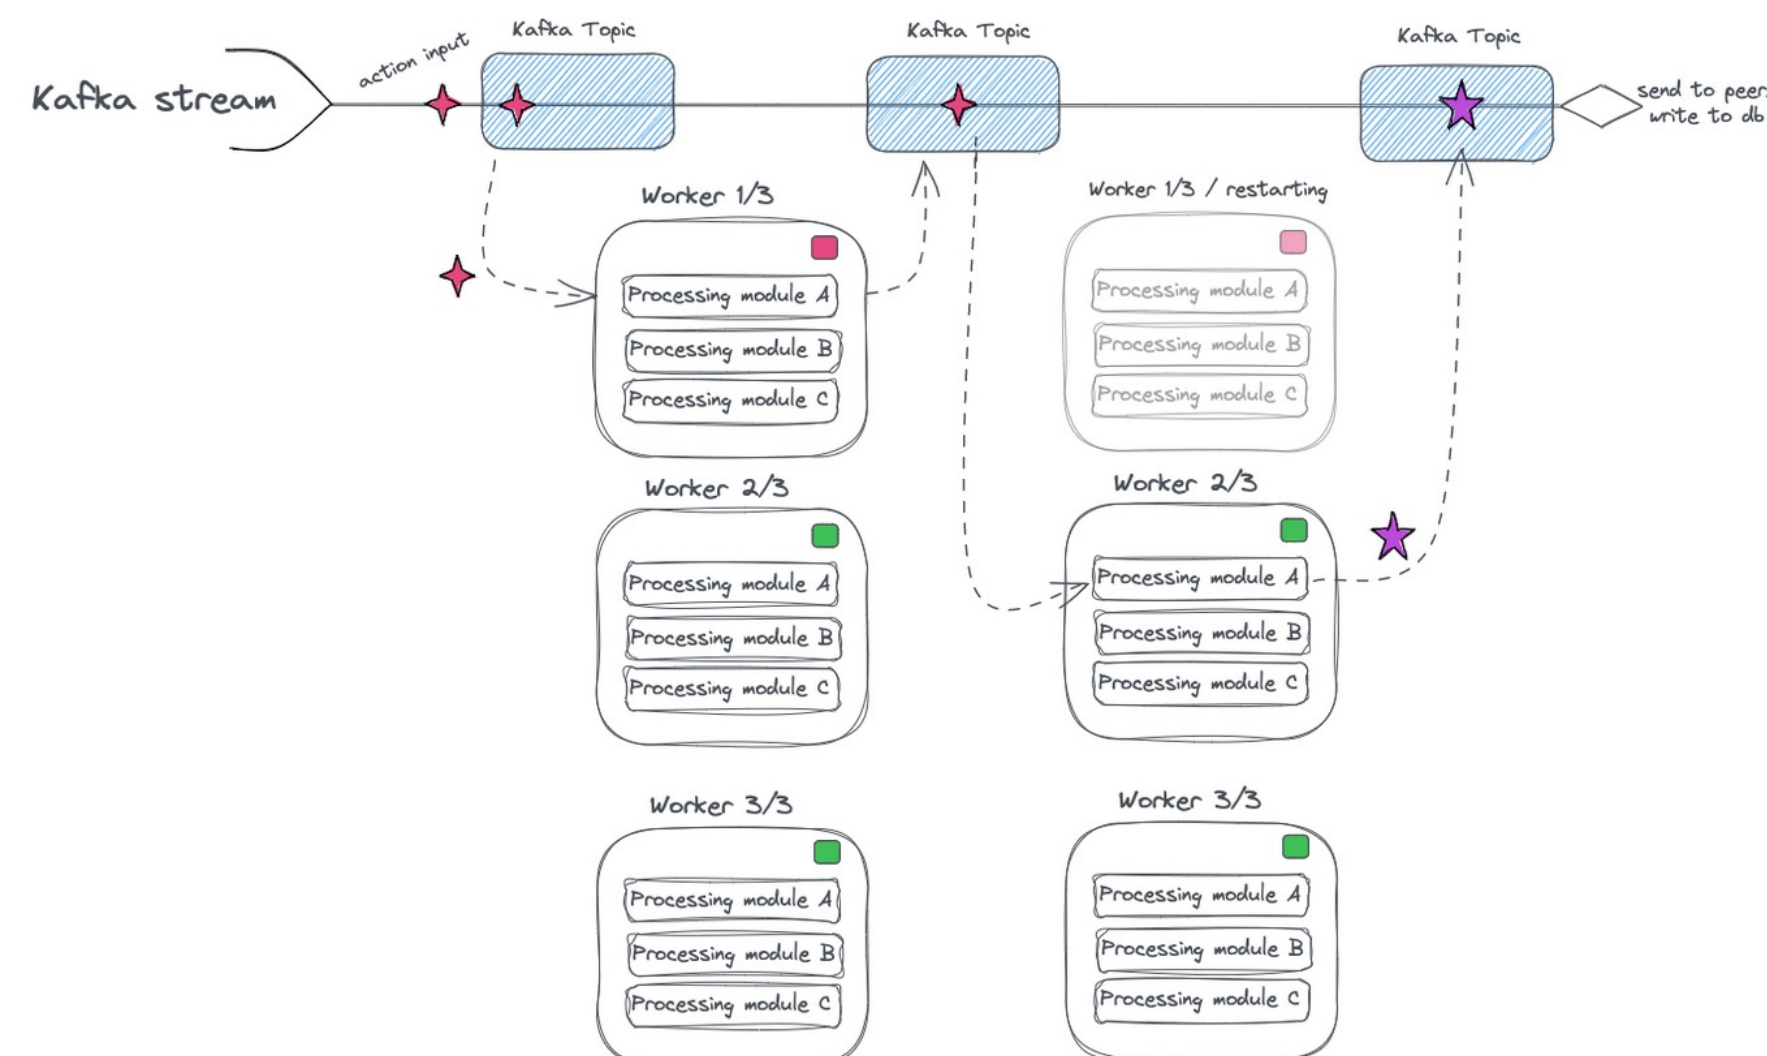 Kafka stream
action input
Kafka Topic
Kafka Topic
Kafka Topic
send to peer
write to db
Worker 1/3
Processing module A
Processing module B
Processing module C
Worker 2/3
Processing module A
Processing module B
Processing module C
Worker 3/3
Processing module A
Processing module B
Processing module C
Worker 1/3 / restarting
Processing module A
Processing module B
Processing module C
Worker 2/3
Processing module A
Processing module B
Processing module C
Worker 3/3
Processing module A
Processing module B
Processing module C